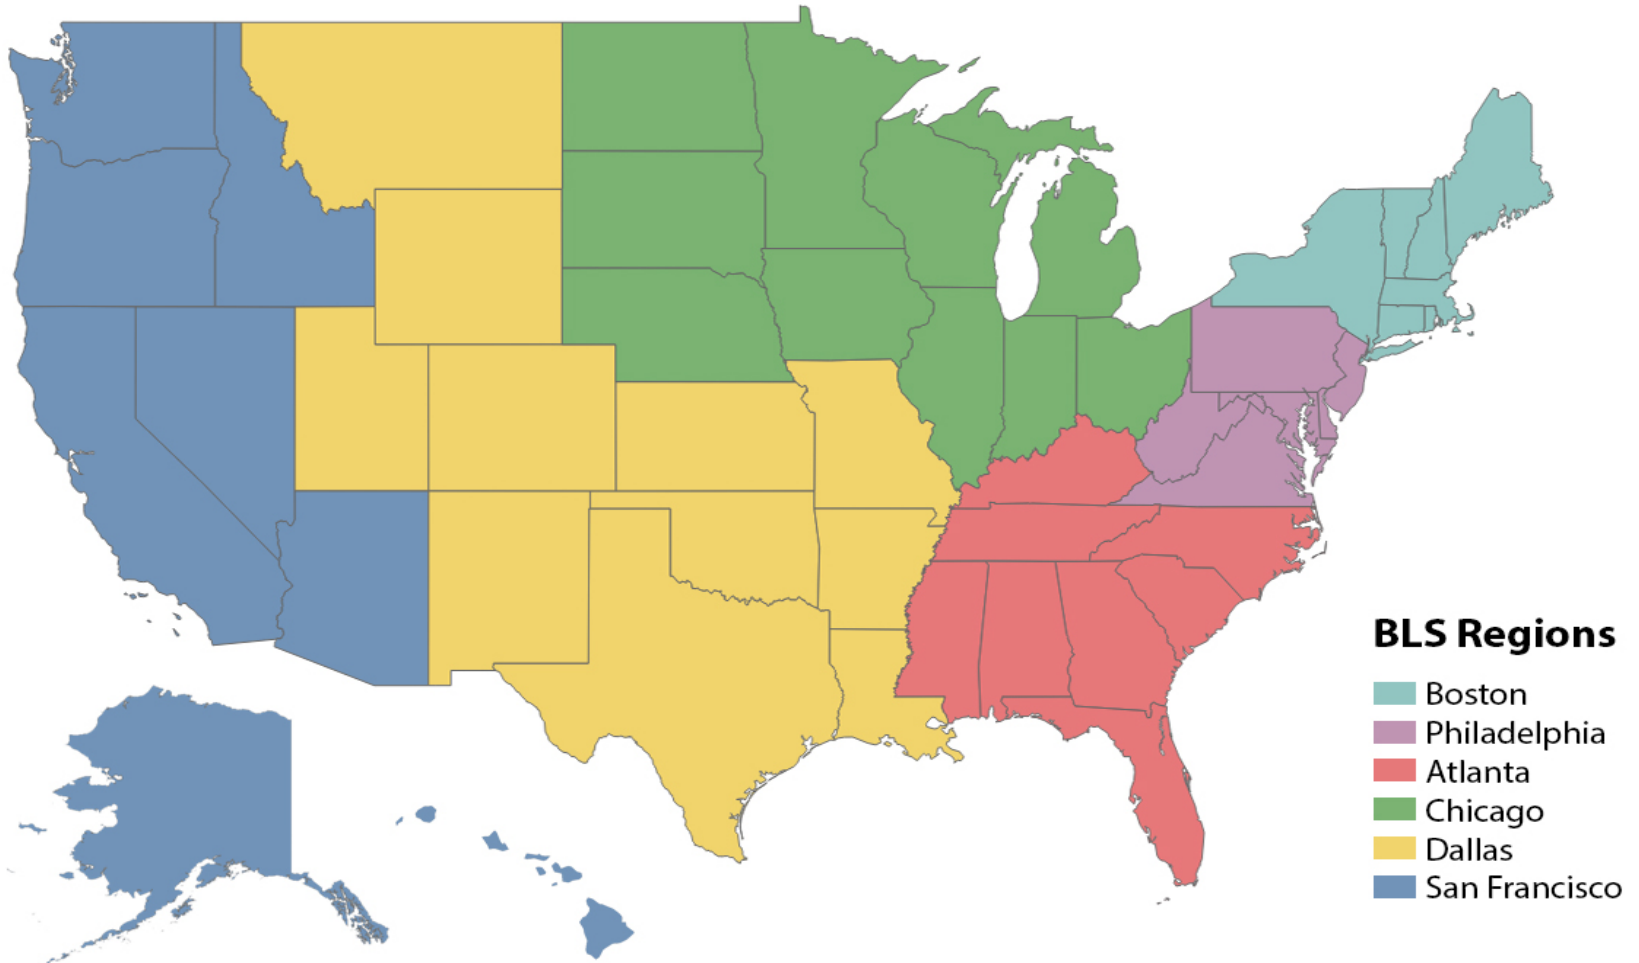 BLS Regions
Boston
Philadelphia
Atlanta
Chicago
Dallas
San Francisco